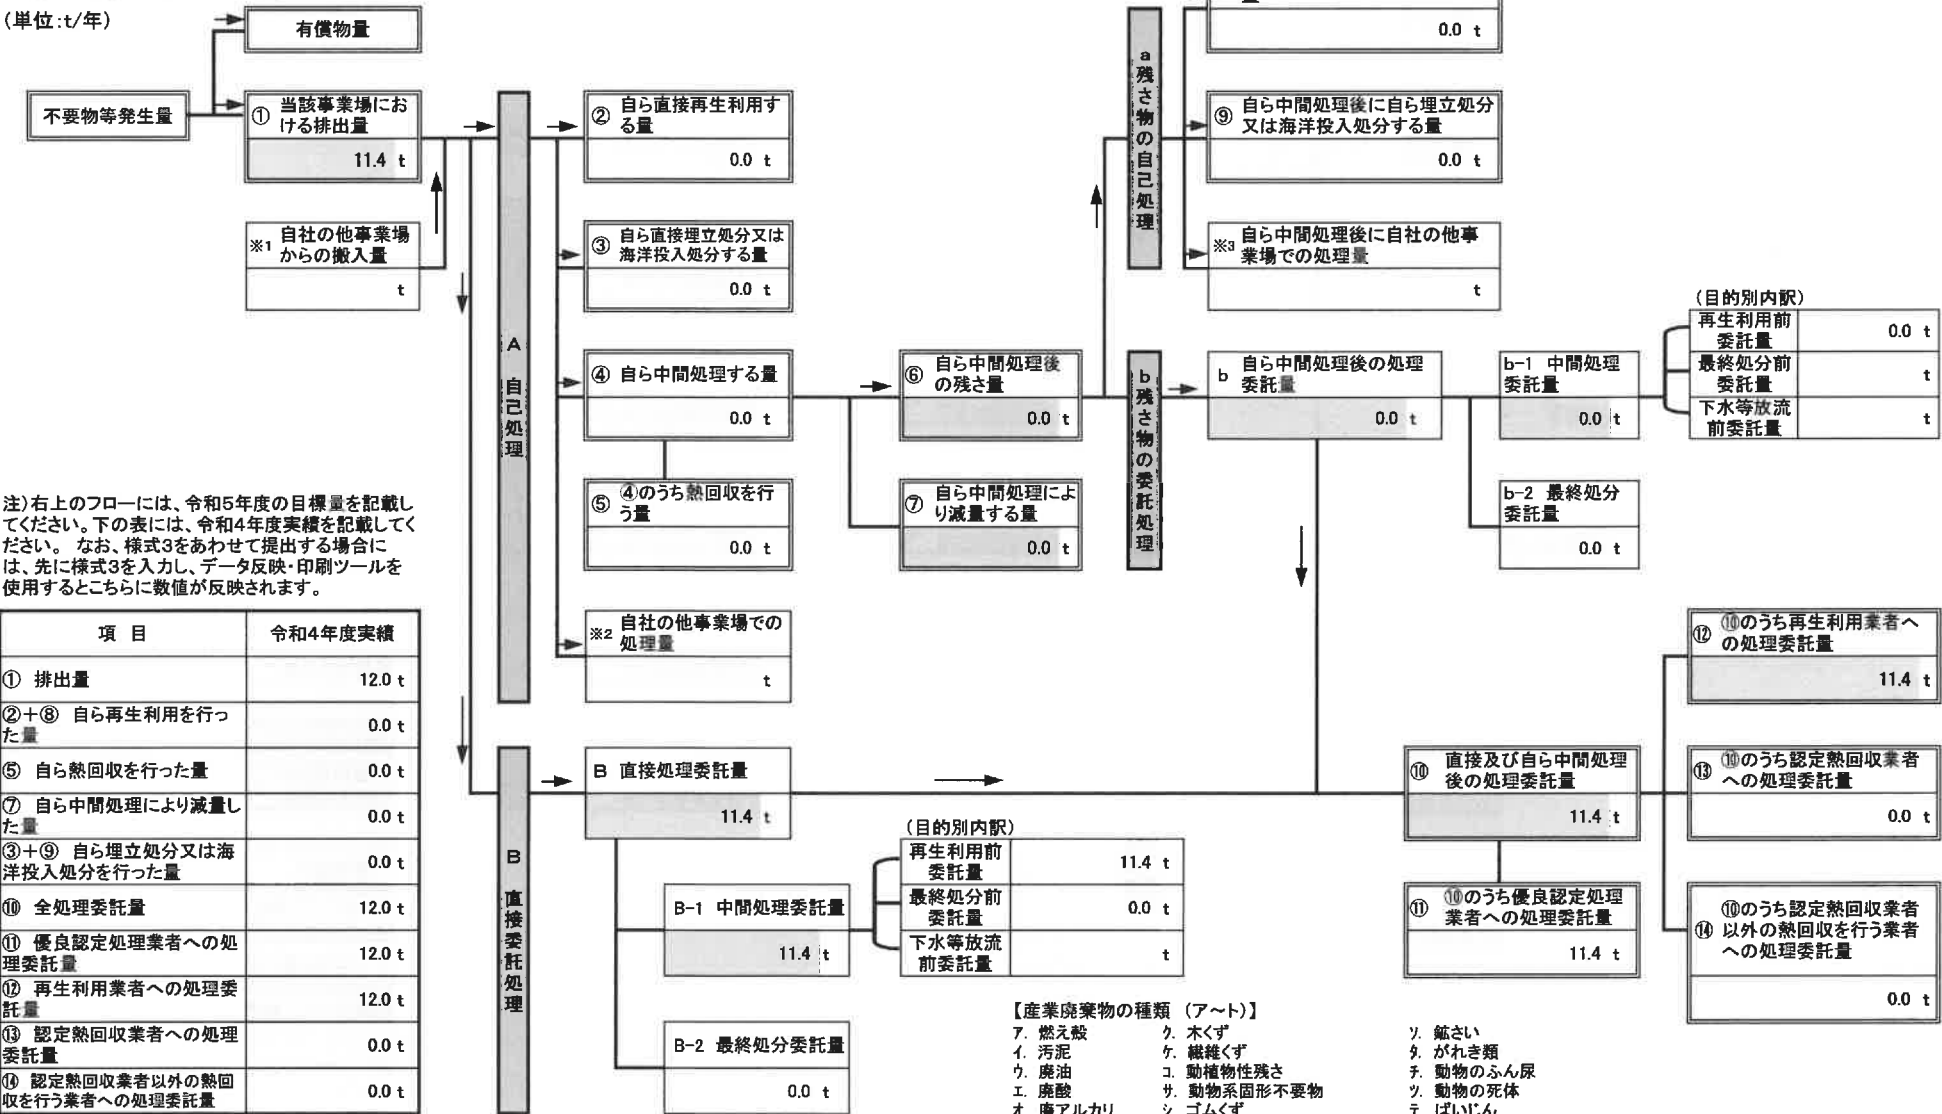 (単位:t/年)
有償物量
不要物等発生量
① 当該事業場にお
ける排出量
11.4 t
※1 自社の他事業場
からの搬入量
t
A 自己処理
② 自ら直接再生利用す
る量
0.0 t
③ 自ら直接埋立処分又は
海洋投入処分する量
0.0 t
④ 自ら中間処理する量
0.0 t
⑤ ④のうち熱回収を行
う量
0.0 t
※2 自社の他事業場での
処理量
t
⑥ 自ら中間処理後
の残さ量
0.0 t
⑦ 自ら中間処理によ
り減量する量
0.0 t
a 残さ物の自己処理
0.0 t
⑨ 自ら中間処理後に自ら埋立処分
又は海洋投入処分する量
0.0 t
※3 自ら中間処理後に自社の他事
業場での処理量
t
b 残さ物の委託処理
b 自ら中間処理後の処理
委託量
0.0 t
b-1 中間処理
委託量
0.0 t
(目的別内訳)
再生利用前
委託量
0.0 t
最終処分前
委託量
t
下水等放流
前委託量
t
b-2 最終処分
委託量
0.0 t
注)右上のフローには、令和5年度の目標量を記載し
てください。下の表には、令和4年度実績を記載してく
ださい。 なお、様式3をあわせて提出する場合に
は、先に様式3を入力し、データ反映・印刷ツールを
使用するとこちらに数値が反映されます。
項 目 令和4年度実績
① 排出量 12.0 t
②+⑧ 自ら再生利用を行っ
た量 0.0 t
⑤ 自ら熱回収を行った量 0.0 t
⑦ 自ら中間処理により減量し
た量 0.0 t
③+⑨ 自ら埋立処分又は海
洋投入処分を行った量 0.0 t
⑩ 全処理委託量 12.0 t
⑪ 優良認定処理業者への処
理委託量 12.0 t
⑫ 再生利用業者への処理委
託量 12.0 t
⑬ 認定熱回収業者への処理
委託量 0.0 t
⑭ 認定熱回収業者以外の熱回
収を行う業者への処理委託量 0.0 t
B 直接委託処理
B 直接処理委託量
11.4 t
B-1 中間処理委託量
11.4 t
(目的別内訳)
再生利用前
委託量
11.4 t
最終処分前
委託量
0.0 t
下水等放流
前委託量
t
B-2 最終処分委託量
0.0 t
⑩ 直接及び自ら中間処理
後の処理委託量
11.4 t
⑪ ⑩のうち優良認定処理
業者への処理委託量
11.4 t
⑫ ⑩のうち再生利用業者へ
の処理委託量
11.4 t
⑬ ⑩のうち認定熱回収業者
への処理委託量
0.0 t
⑭ ⑩のうち認定熱回収業者
以外の熱回収を行う業者
への処理委託量
0.0 t
【産業廃棄物の種類 (ア~ト)】
ア. 燃え殻 ク. 木くず ソ. 鉱さい
イ. 汚泥 ケ. 繊維くず タ. がれき類
ウ. 廃油 コ. 動植物性残さ チ. 動物のふん尿
エ. 廃酸 サ. 動物系固形不要物 ツ. 動物の死体
オ. 廃アルカリ シ. ゴムくず テ. ばいじん